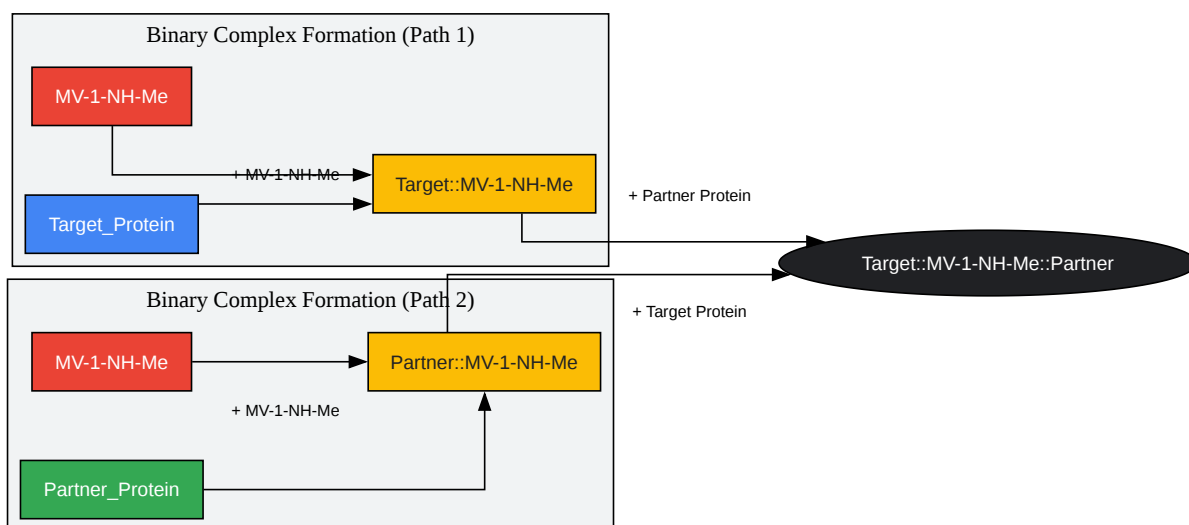 Binary Complex Formation (Path 1)
MV-1-NH-Me
+ MV-1-NH-Me
Target::MV-1-NH-Me
Target_Protein
+ Partner Protein
Target::MV-1-NH-Me::Partner
Binary Complex Formation (Path 2)
+ Target Protein
MV-1-NH-Me
Partner::MV-1-NH-Me
+ MV-1-NH-Me
Partner_Protein